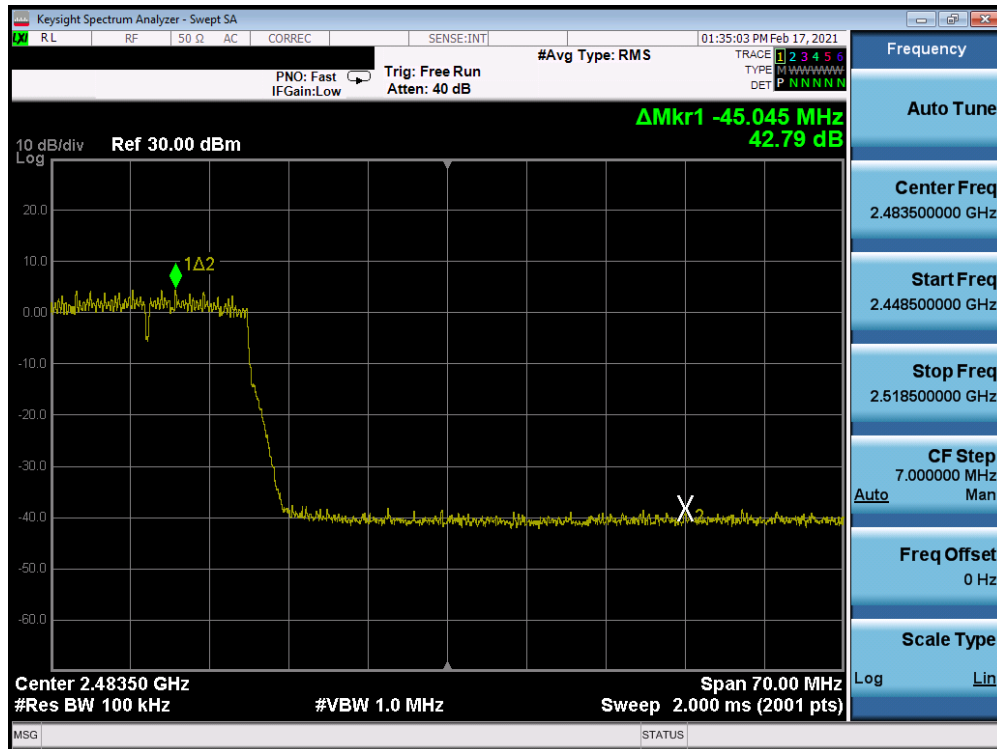 Keysight Spectrum Analyzer - Swept SA
LXI RL RF 50 Ω AC CORREC SENSE:INT 01:35:03 PM Feb 17, 2021
PNO: Fast
IFGain:Low
Trig: Free Run
Atten: 40 dB
#Avg Type: RMS
TRACE 1 2 3 4 5 6
TYPE M W W W W W
DET P N N N N N
ΔMkr1 -45.045 MHz
42.79 dB
10 dB/div
Log
Ref 30.00 dBm
20.0
10.0
0.00
-10.0
-20.0
-30.0
-40.0
-50.0
-60.0
1Δ2
X2
Center 2.48350 GHz
#Res BW 100 kHz
#VBW 1.0 MHz
Span 70.00 MHz
Sweep 2.000 ms (2001 pts)
MSG
STATUS
Frequency
Auto Tune
Center Freq
2.483500000 GHz
Start Freq
2.448500000 GHz
Stop Freq
2.518500000 GHz
CF Step
7.000000 MHz
Auto Man
Freq Offset
0 Hz
Scale Type
Log Lin